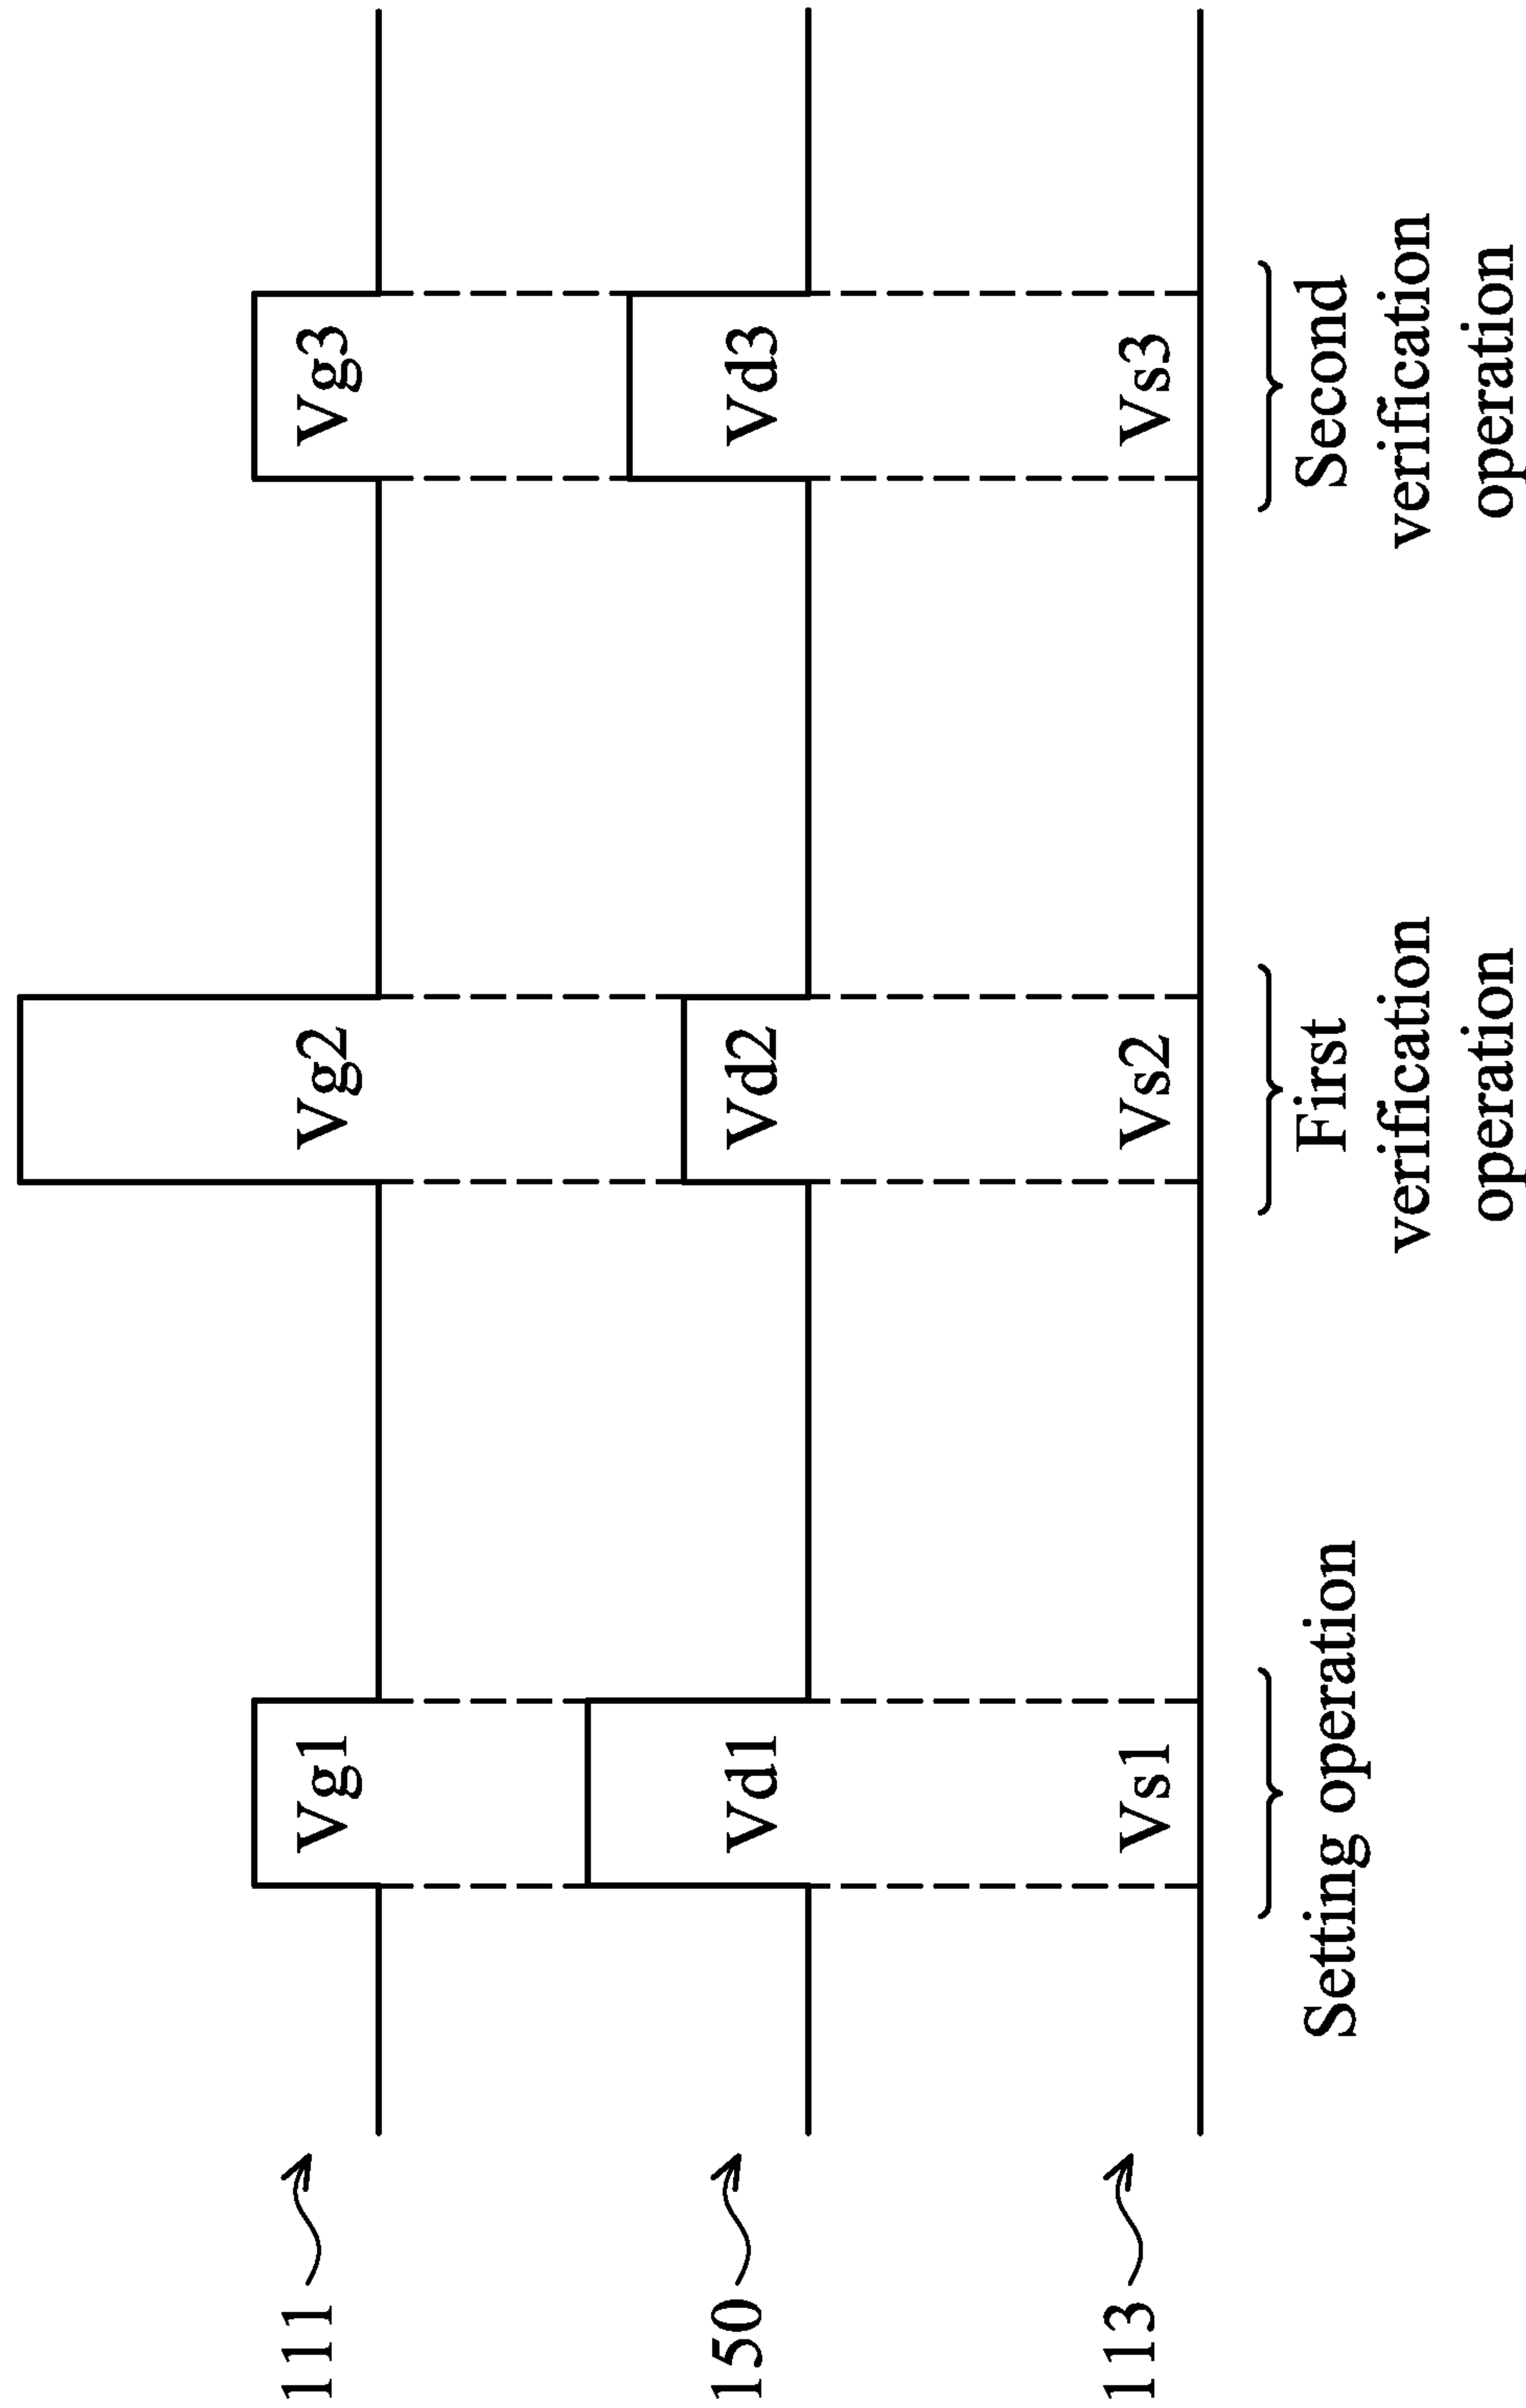 111
Vg1
Vg2
Vg3
150
Vd1
Vd2
Vd3
113
Vs1
Vs2
Vs3
Setting operation
First
verification
operation
Second
verification
operation